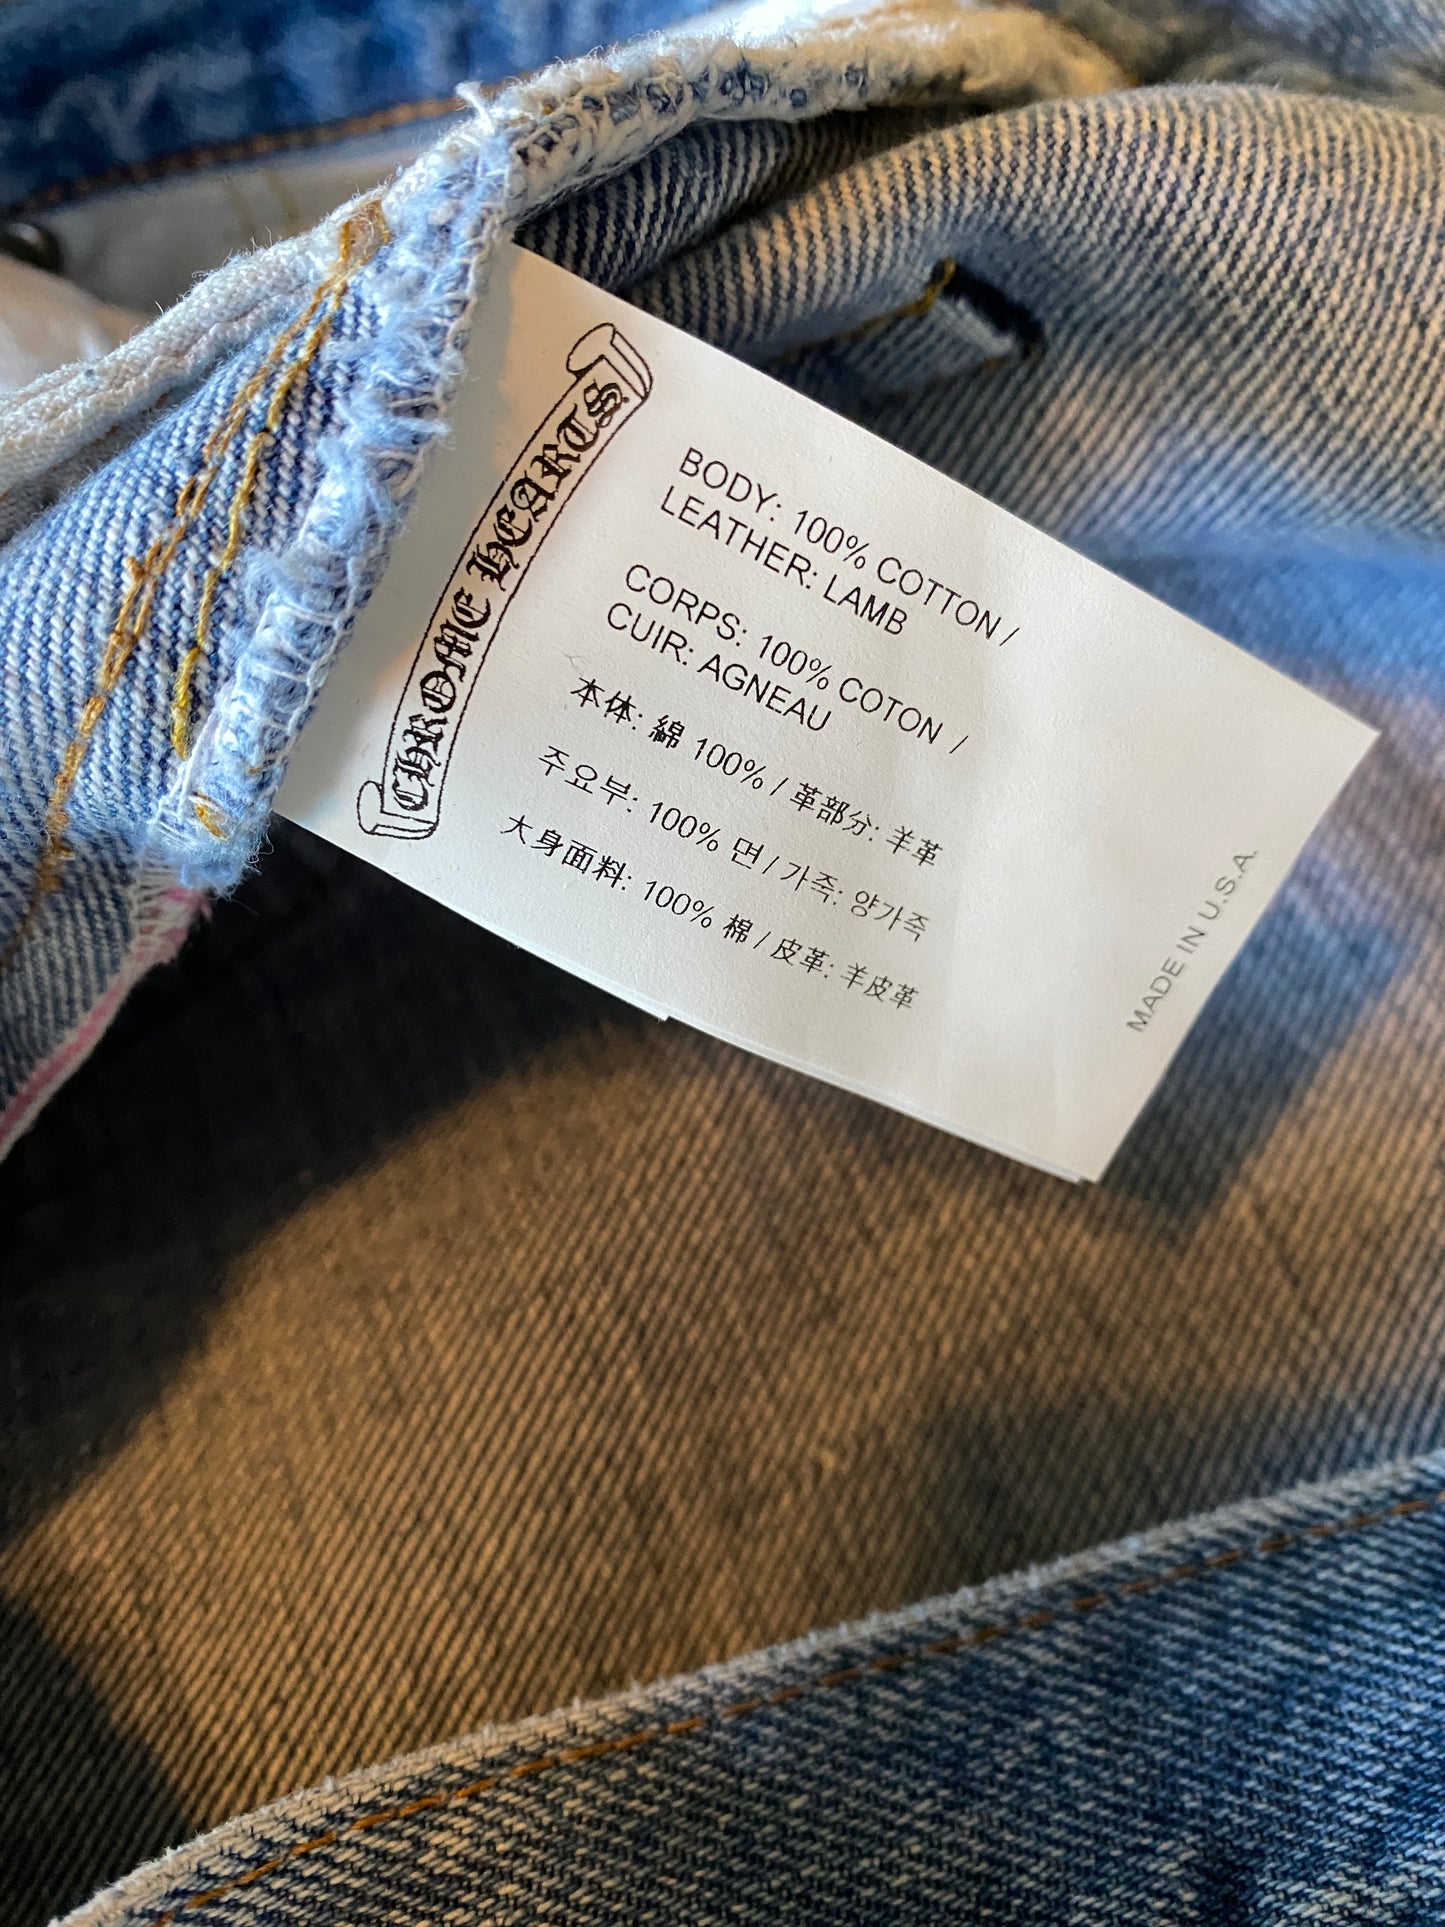 CHROME HEARTS
BODY: 100% COTTON /
LEATHER: LAMB
CORPS: 100% COTON /
CUIR: AGNEAU
本体: 綿 100% / 革部分: 羊革
주요부: 100% 면 / 가죽: 양가죽
大身面料: 100% 棉 / 皮革: 羊皮革
MADE IN U.S.A.